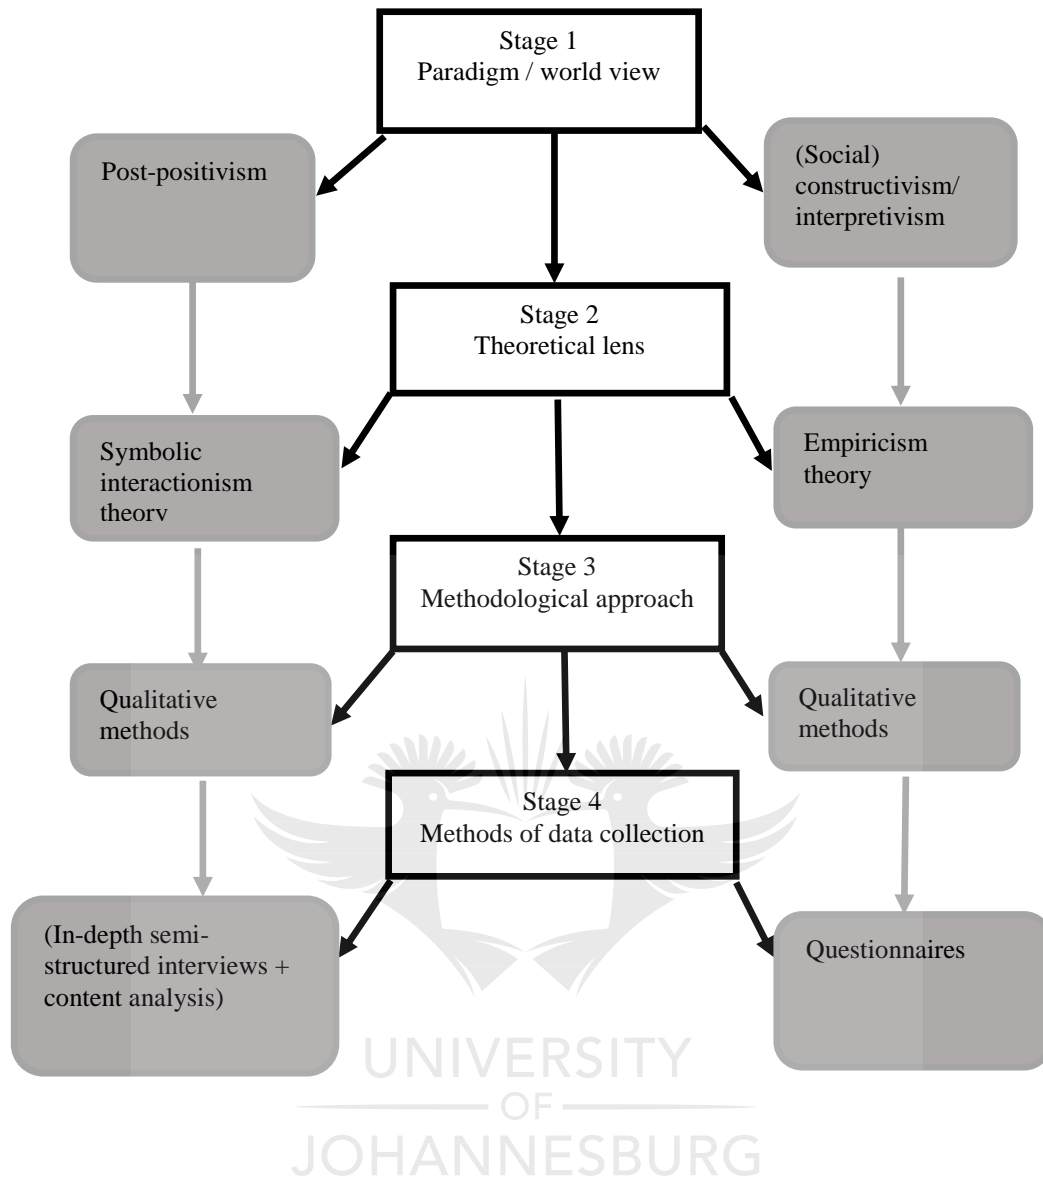 Stage 1
Paradigm / world view
Post-positivism
(Social)
constructivism/
interpretivism
Stage 2
Theoretical lens
Symbolic
interactionism
theory
Empiricism
theory
Stage 3
Methodological approach
Qualitative
methods
Qualitative
methods
Stage 4
Methods of data collection
(In-depth semi-
structured interviews +
content analysis)
Questionnaires
UNIVERSITY
OF
JOHANNESBURG